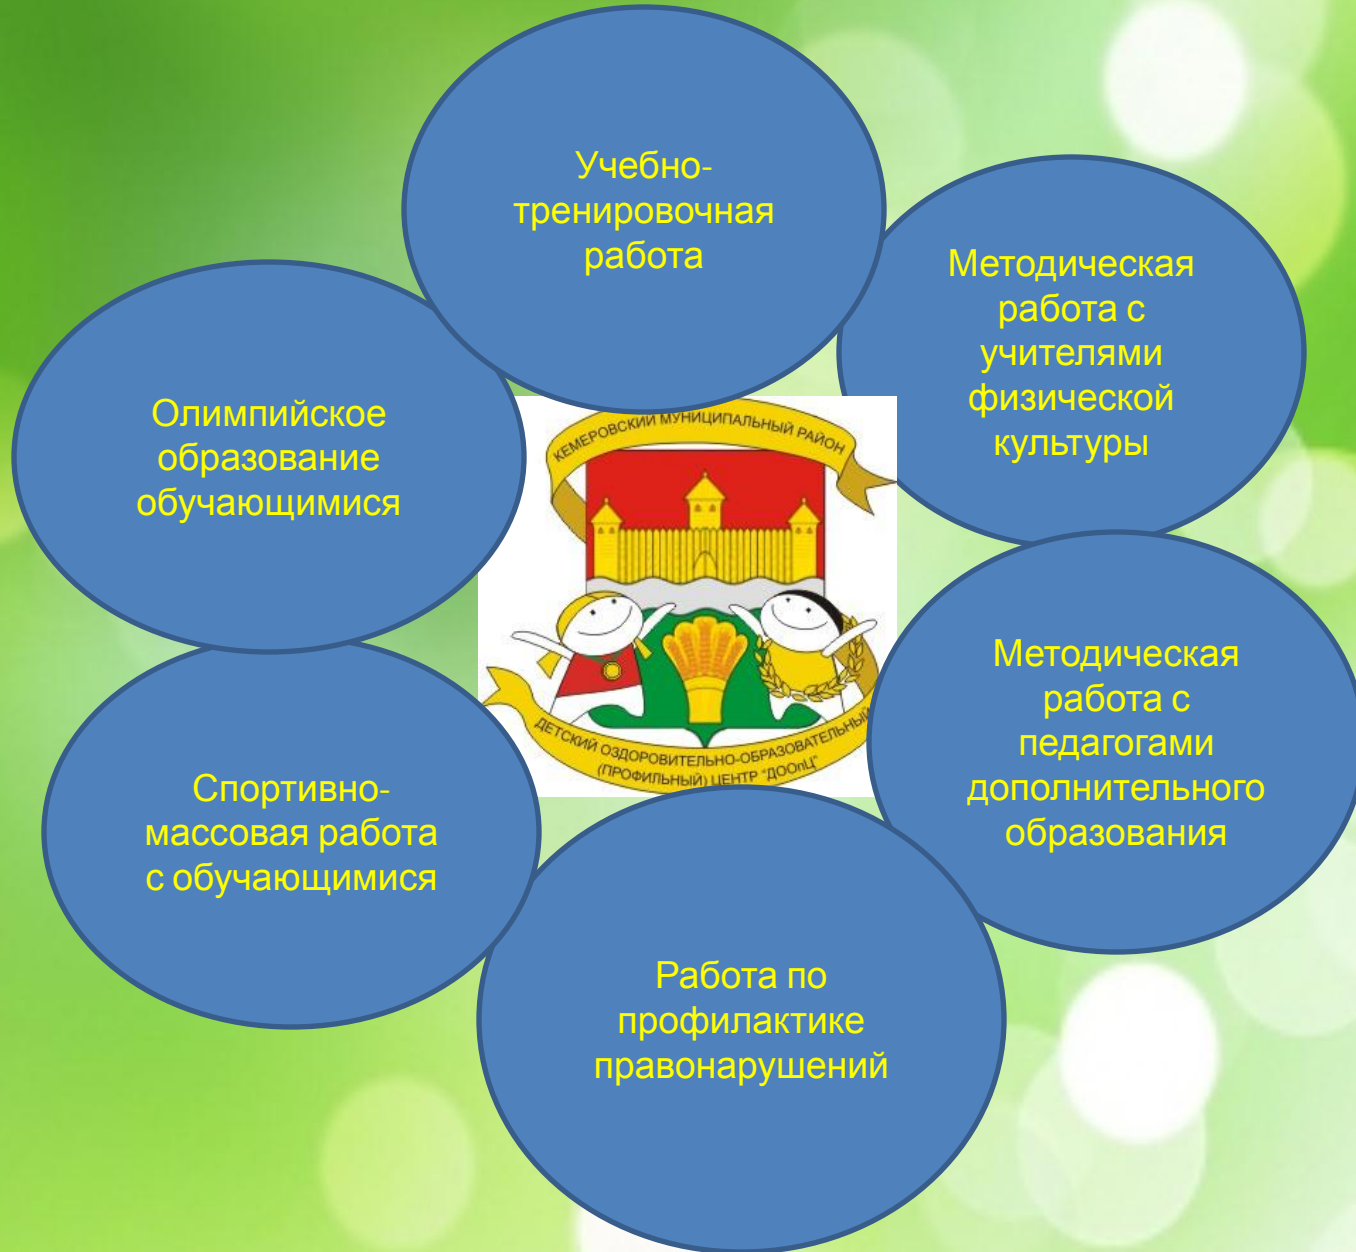 Учебно-
тренировочная
работа
Методическая
работа с
учителями
физической
культуры
Олимпийское
образование
обучающимися
КЕМЕРОВСКИЙ МУНИЦИПАЛЬНЫЙ РАЙОН
Методическая
работа с
педагогами
дополнительного
образования
ДЕТСКИЙ ОЗДОРОВИТЕЛЬНО-ОБРАЗОВАТЕЛЬНЫЙ
(ПРОФИЛЬНЫЙ) ЦЕНТР "ДООпЦ"
Спортивно-
массовая работа
с обучающимися
Работа по
профилактике
правонарушений